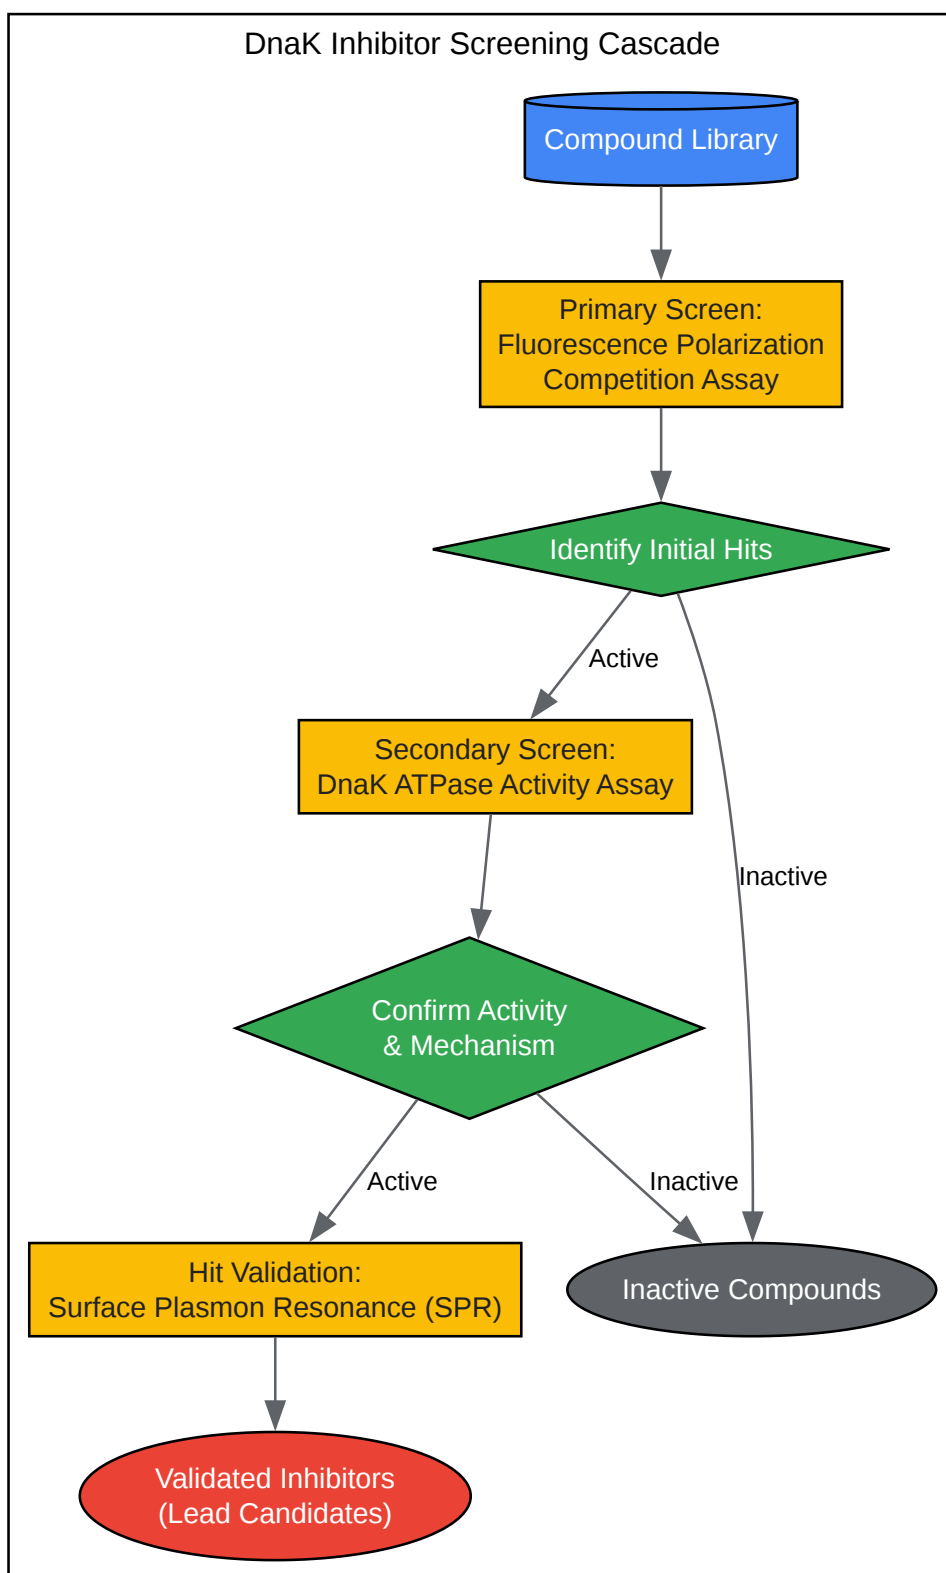 DnaK Inhibitor Screening Cascade
Compound Library
Primary Screen:
Fluorescence Polarization
Competition Assay
Identify Initial Hits
Active
Secondary Screen:
DnaK ATPase Activity Assay
Inactive
Confirm Activity
& Mechanism
Active
Inactive
Hit Validation:
Surface Plasmon Resonance (SPR)
Inactive Compounds
Validated Inhibitors
(Lead Candidates)